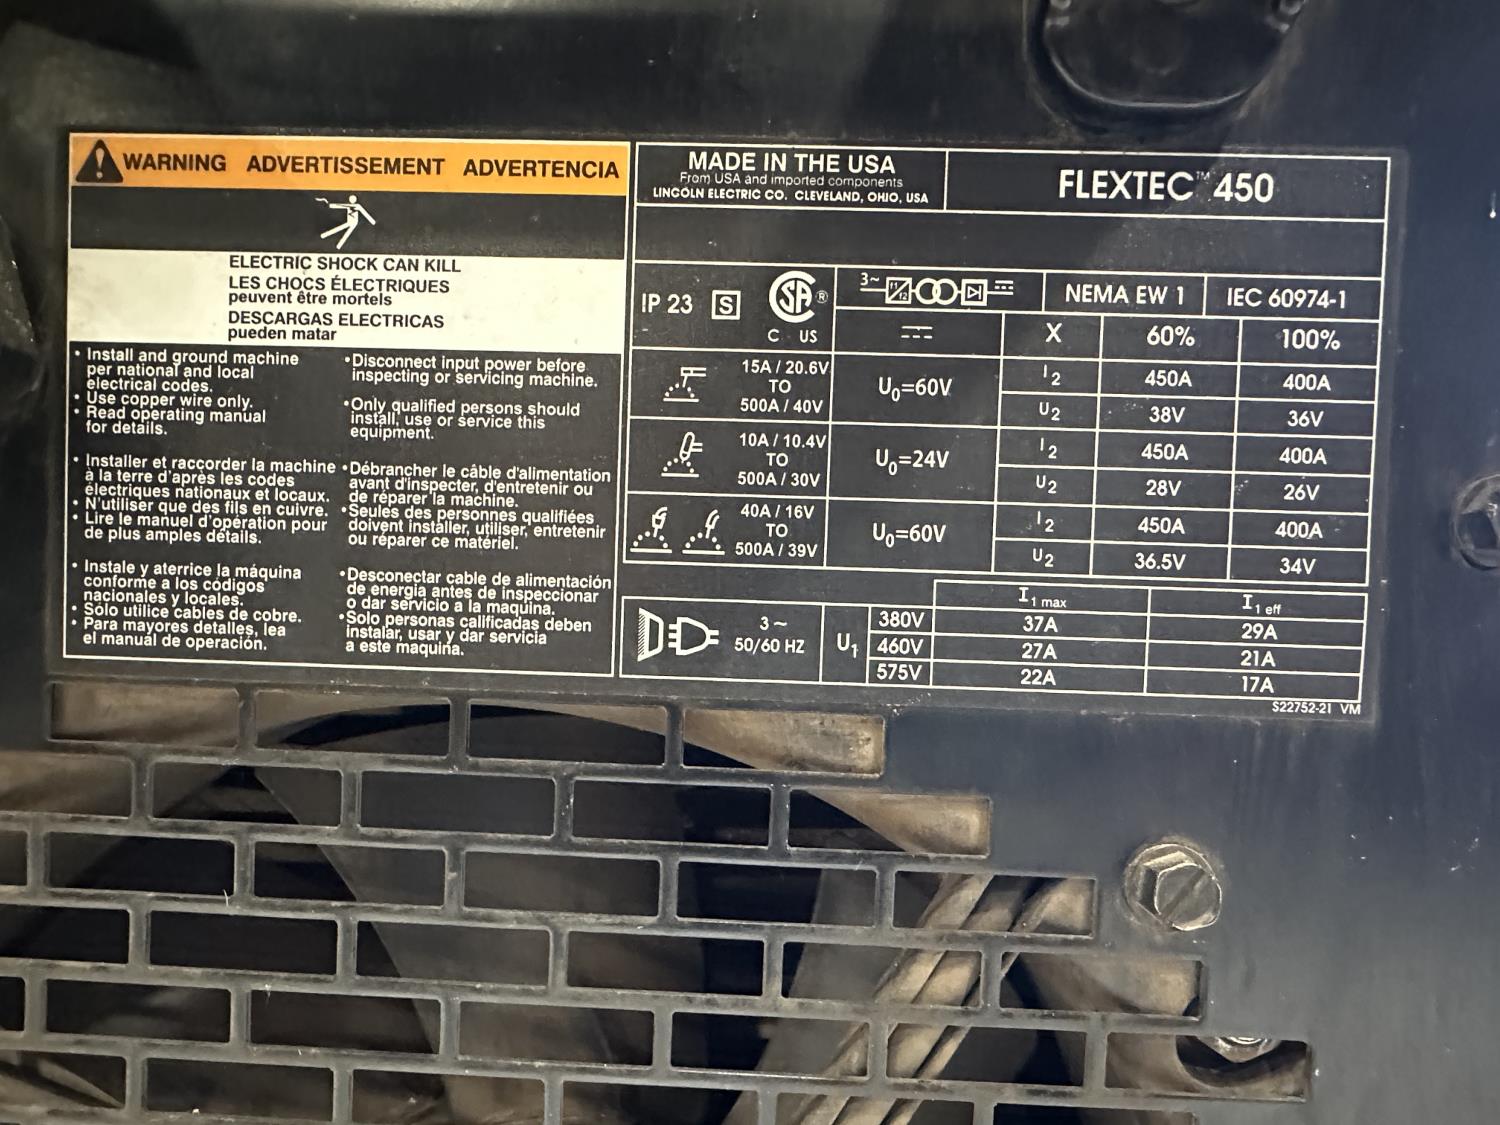 WARNING ADVERTISSEMENT ADVERTENCIA
ELECTRIC SHOCK CAN KILL
LES CHOCS ÉLECTRIQUES
peuvent être mortels
DESCARGAS ELECTRICAS
pueden matar
• Install and ground machine
per national and local
electrical codes.
• Use copper wire only.
• Read operating manual
for details.
•Disconnect input power before
inspecting or servicing machine.
•Only qualified persons should
install, use or service this
equipment.
• Installer et raccorder la machine
à la terre d'après les codes
électriques nationaux et locaux.
• N'utiliser que des fils en cuivre.
• Lire le manuel d'opération pour
de plus amples détails.
•Débrancher le câble d'alimentation
avant d'inspecter, d'entretenir ou
de réparer la machine.
•Seules des personnes qualifiées
doivent installer, utiliser, entretenir
ou réparer ce matériel.
• Instale y aterrice la máquina
conforme a los códigos
nacionales y locales.
• Sólo utilice cables de cobre.
• Para mayores detalles, lea
el manual de operación.
•Desconectar cable de alimentación
de energia antes de inspeccionar
o dar servicio a la maquina.
•Solo personas calificadas deben
instalar, usar y dar servicia
a este maquina.
MADE IN THE USA
From USA and imported components
LINCOLN ELECTRIC CO. CLEVELAND, OHIO, USA
FLEXTEC™ 450
IP 23 S SA® C US
3~ f1 f2 NEMA EW 1 IEC 60974-1
X 60% 100%
15A / 20.6V
TO
500A / 40V
U0=60V
I2 450A 400A
U2 38V 36V
10A / 10.4V
TO
500A / 30V
U0=24V
I2 450A 400A
U2 28V 26V
40A / 16V
TO
500A / 39V
U0=60V
I2 450A 400A
U2 36.5V 34V
3~
50/60 HZ
U1
I1 max I1 eff
380V 37A 29A
460V 27A 21A
575V 22A 17A
S22752-21 VM